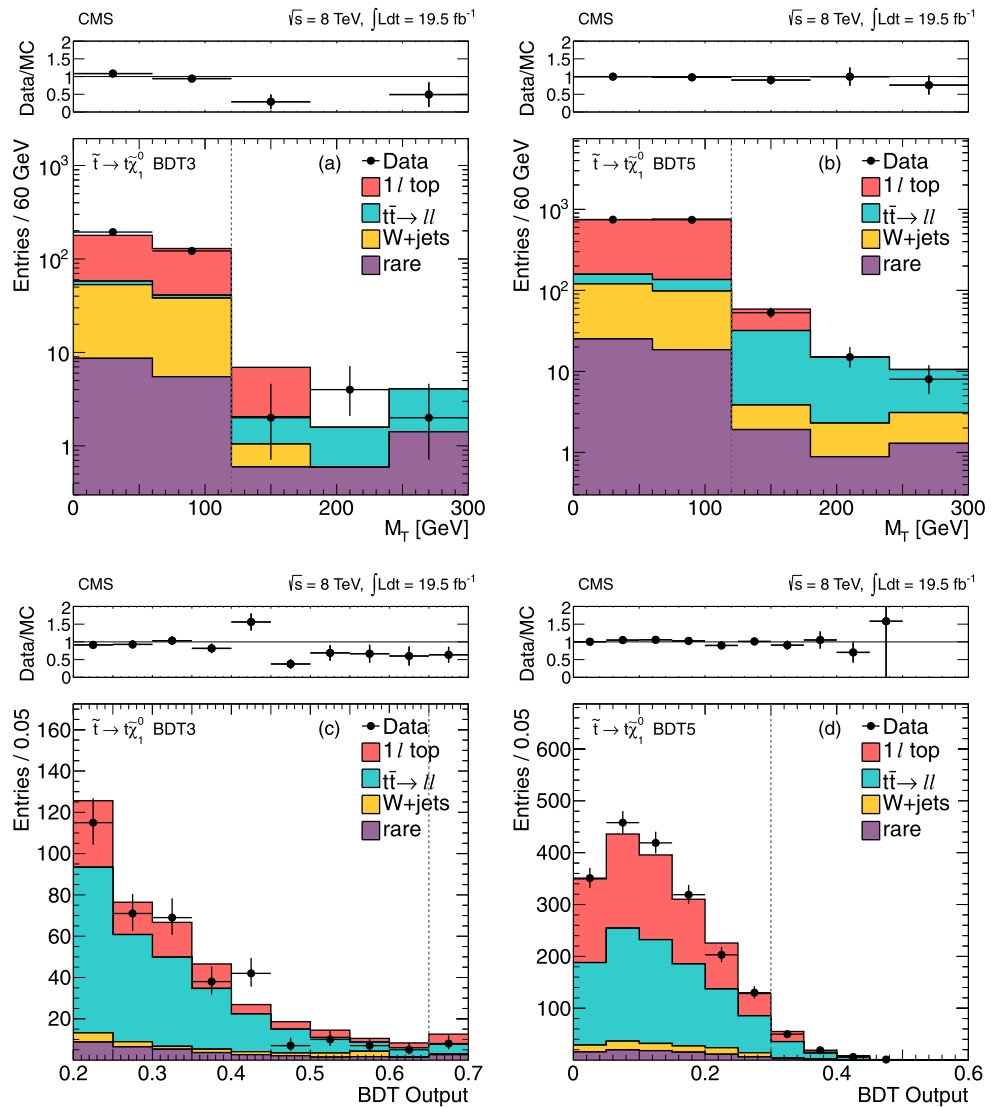 CMS √s = 8 TeV, ∫Ldt = 19.5 fb⁻¹
Data/MC
2
1.5
1
0.5
0
Entries / 60 GeV
t̃ → tχ̃₁⁰ BDT3 (a)
Data
1 l top
tt̄ → ll
W+jets
rare
10³
10²
10
1
0 100 200 300
M_T [GeV]
CMS √s = 8 TeV, ∫Ldt = 19.5 fb⁻¹
Data/MC
2
1.5
1
0.5
0
Entries / 60 GeV
t̃ → tχ̃₁⁰ BDT5 (b)
Data
1 l top
tt̄ → ll
W+jets
rare
10³
10²
10
1
0 100 200 300
M_T [GeV]
CMS √s = 8 TeV, ∫Ldt = 19.5 fb⁻¹
Data/MC
2
1.5
1
0.5
0
Entries / 0.05
t̃ → tχ̃₁⁰ BDT3 (c)
Data
1 l top
tt̄ → ll
W+jets
rare
160
140
120
100
80
60
40
20
0.2 0.3 0.4 0.5 0.6 0.7
BDT Output
CMS √s = 8 TeV, ∫Ldt = 19.5 fb⁻¹
Data/MC
2
1.5
1
0.5
0
Entries / 0.05
t̃ → tχ̃₁⁰ BDT5 (d)
Data
1 l top
tt̄ → ll
W+jets
rare
600
500
400
300
200
100
0 0.2 0.4 0.6
BDT Output